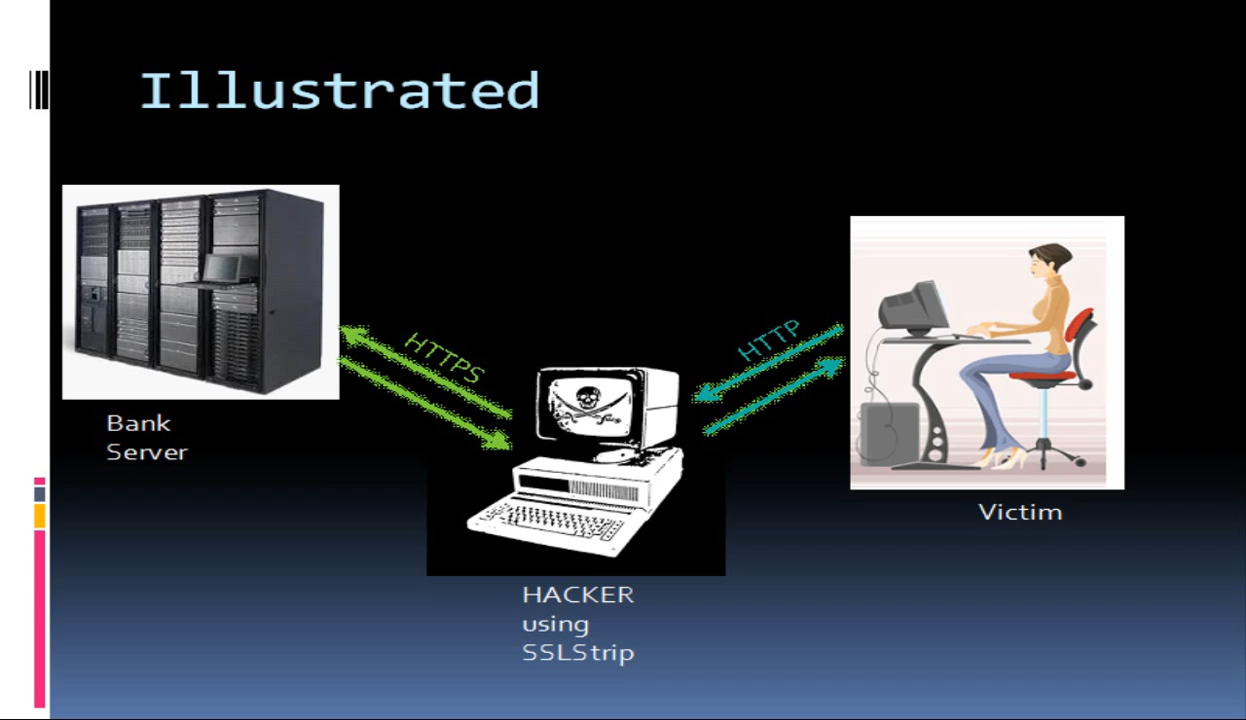 Illustrated
HTTPS
HTTP
Bank
Server
Victim
HACKER
using
SSLStrip